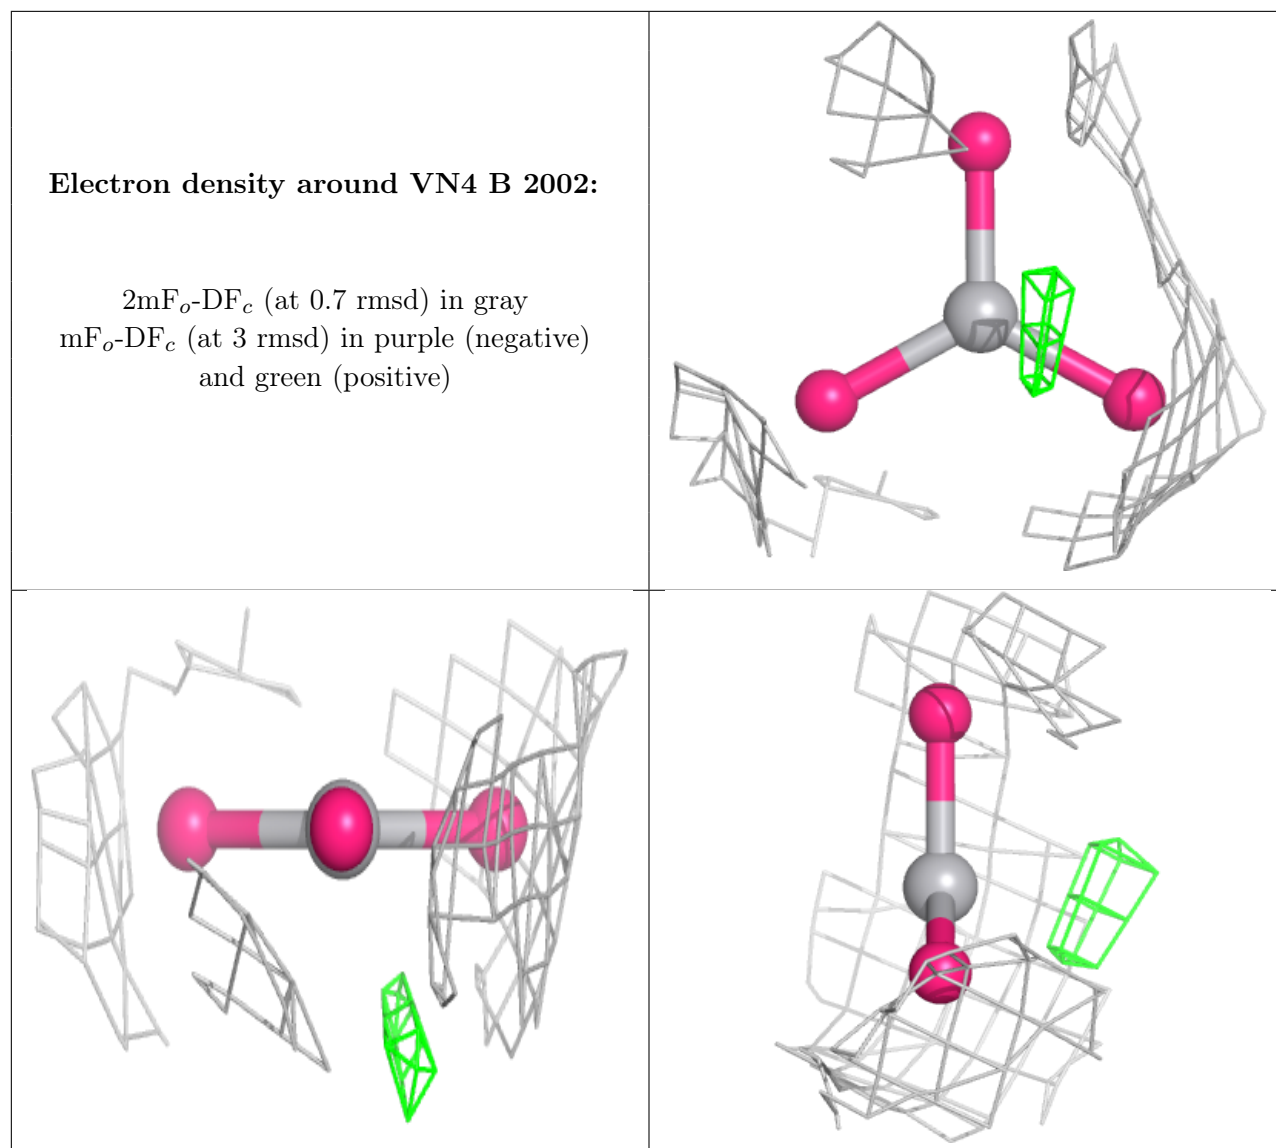 Electron density around VN4 B 2002:
2mFₒ-DF𝒸 (at 0.7 rmsd) in gray
mFₒ-DF𝒸 (at 3 rmsd) in purple (negative)
and green (positive)